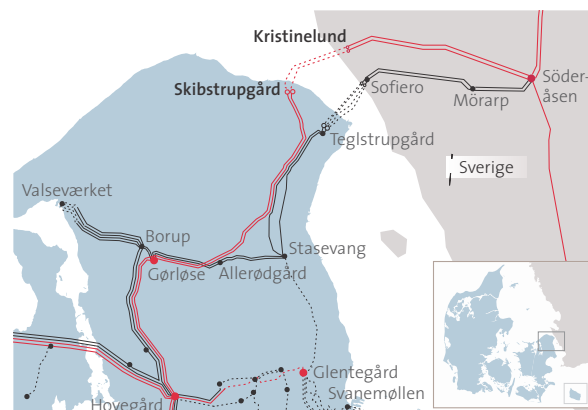 Kristinelund
Skibstrupgård
Sofiero
Söder-
åsen
Mörarp
Teglstrupgård
Sverige
Valseværket
Borup
Stasevang
Gørløse
Allerødgård
Glentegård
Svanemøllen
Hovegård